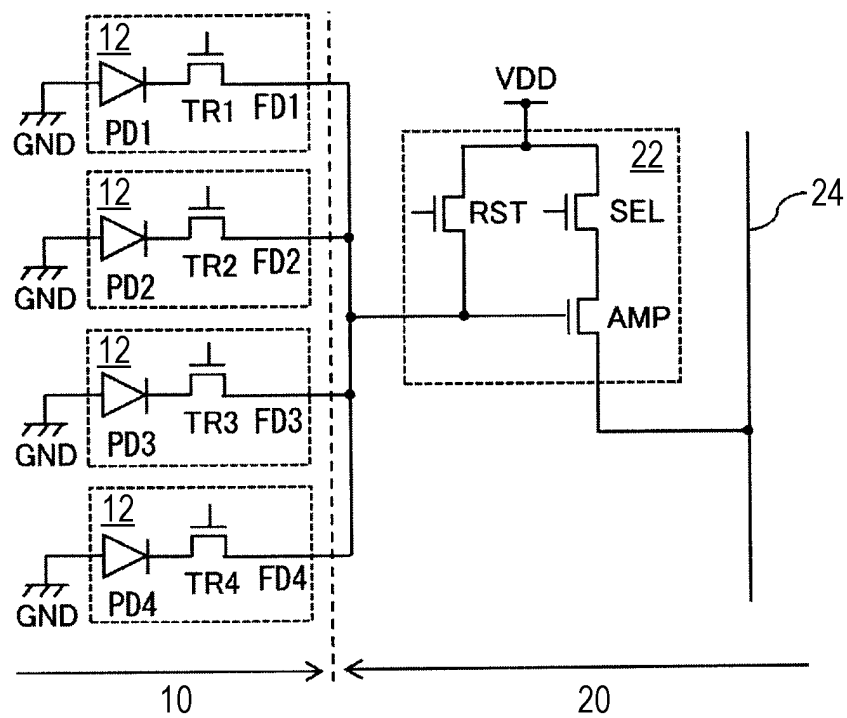 12
GND
PD1
TR1
FD1
12
GND
PD2
TR2
FD2
12
GND
PD3
TR3
FD3
12
GND
PD4
TR4
FD4
VDD
22
RST
SEL
AMP
24
10
20